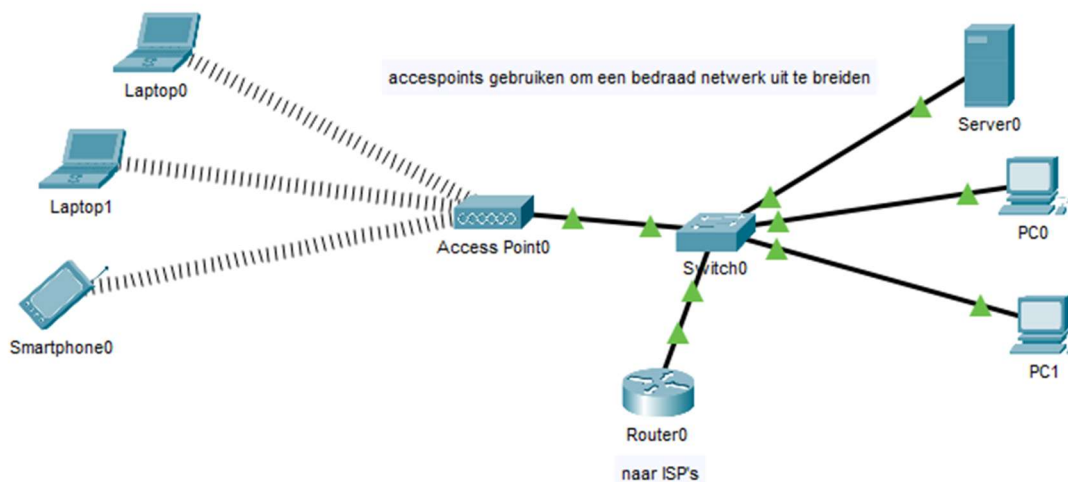 Laptop0
accespoints gebruiken om een bedraad netwerk uit te breiden
Server0
Laptop1
Access Point0
PC0
Switch0
Smartphone0
PC1
Router0
naar ISP's